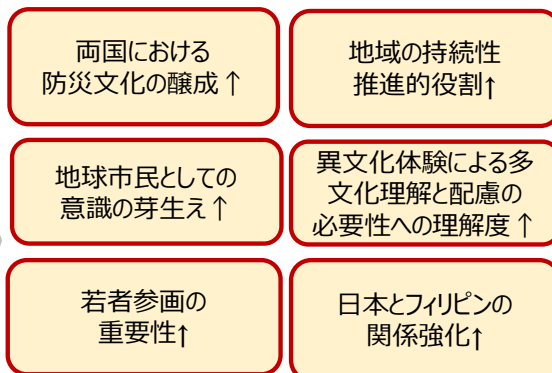 両国における
防災文化の醸成↑
地域の持続性
推進的役割↑
地球市民としての
意識の芽生え↑
異文化体験による多
文化理解と配慮の
必要性への理解度↑
若者参画の
重要性↑
日本とフィリピンの
関係強化↑